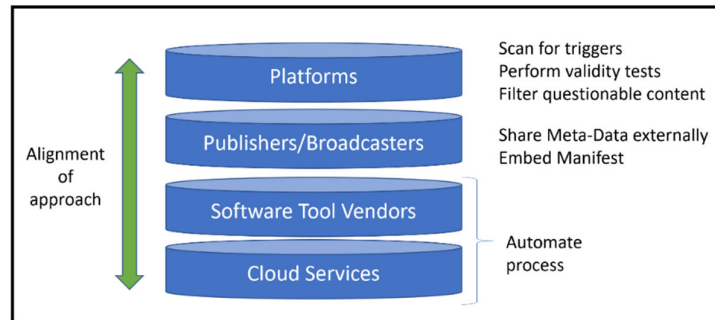 Platforms
Scan for triggers
Perform validity tests
Filter questionable content
Publishers/Broadcasters
Share Meta-Data externally
Embed Manifest
Alignment
of
approach
Software Tool Vendors
Cloud Services
Automate
process